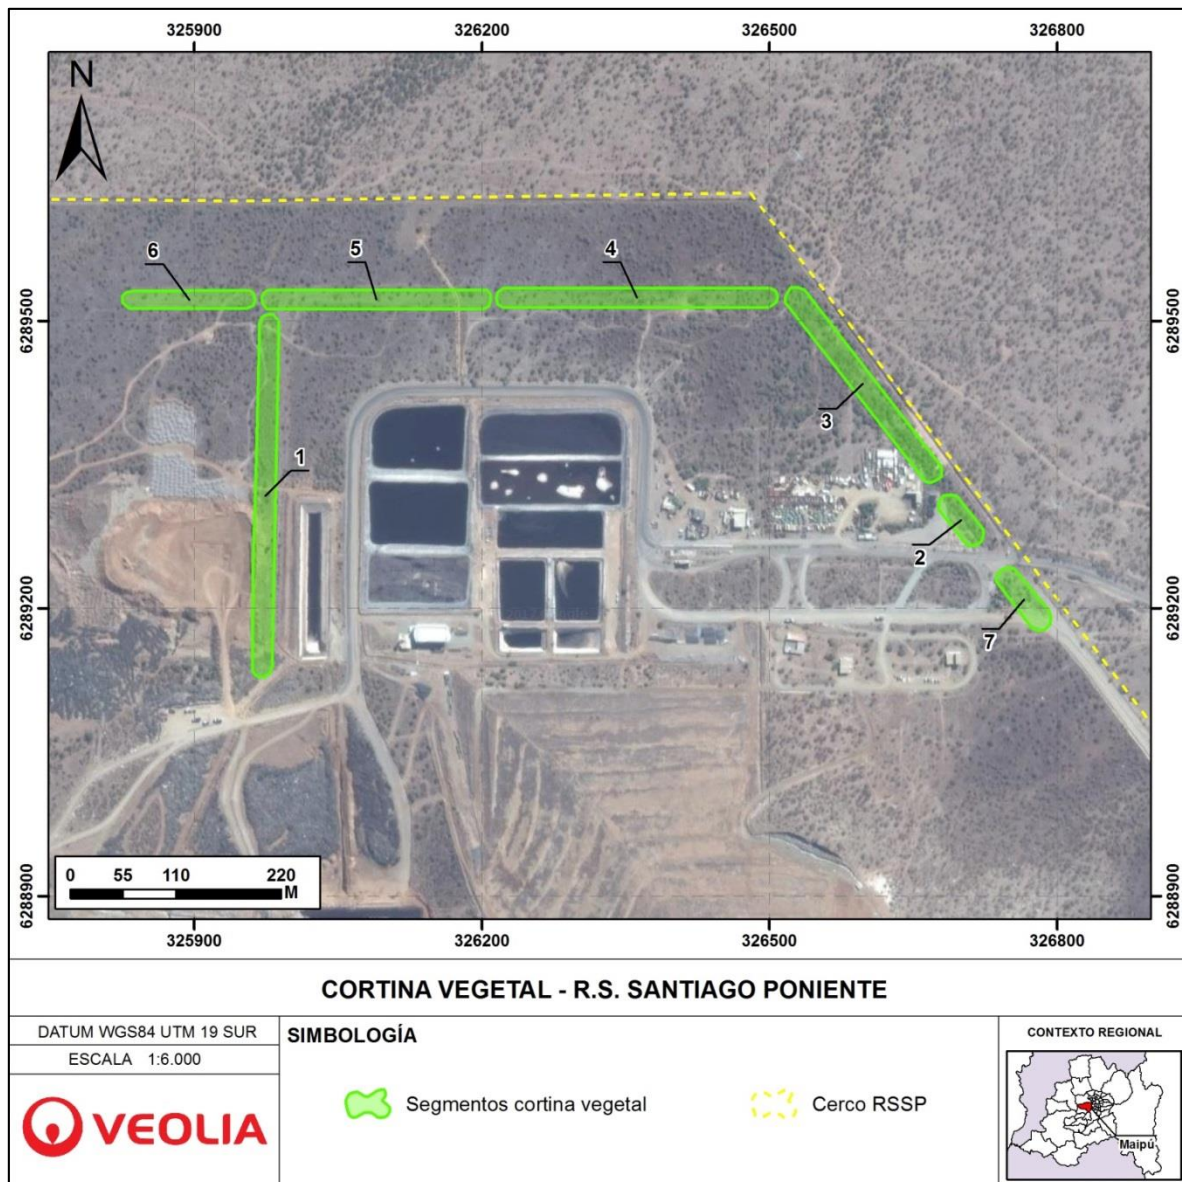 325900 326200 326500 326800
N
6 5 4
6289500 6289500
3
1
2
6289200 6289200
7
0 55 110 220
M
6288900 6288900
325900 326200 326500 326800
CORTINA VEGETAL - R.S. SANTIAGO PONIENTE
DATUM WGS84 UTM 19 SUR
ESCALA 1:6.000
VEOLIA
SIMBOLOGÍA
Segmentos cortina vegetal
Cerco RSSP
CONTEXTO REGIONAL
Maipú